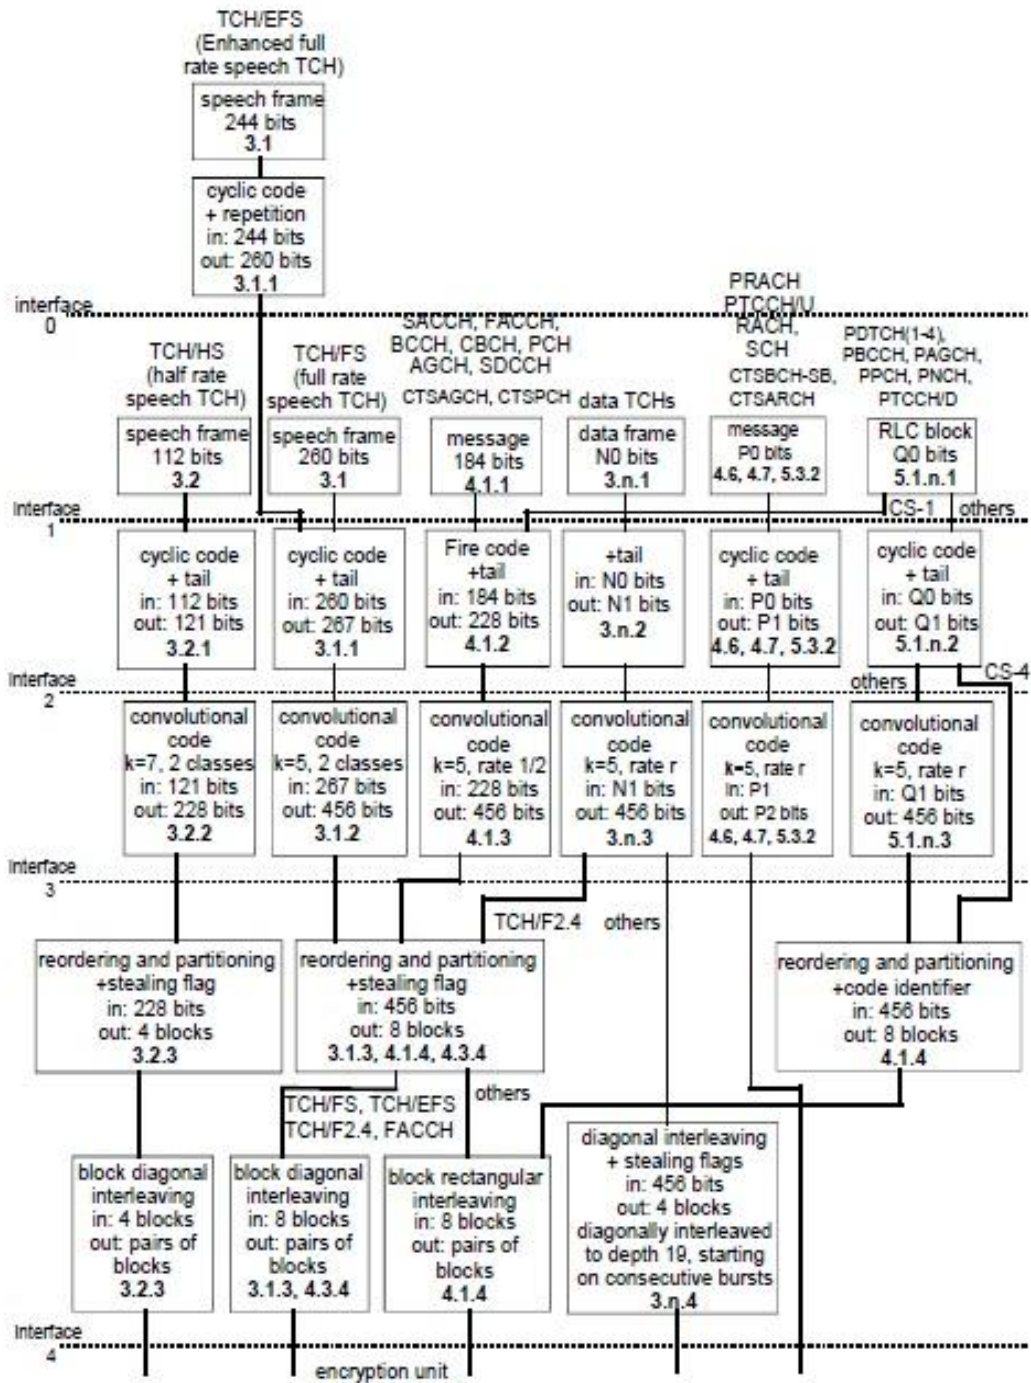 TCH/EFS
(Enhanced full
rate speech TCH)
speech frame
244 bits
3.1
cyclic code
+ repetition
in: 244 bits
out: 260 bits
3.1.1
interface
0
TCH/HS
(half rate
speech TCH)
speech frame
112 bits
3.2
TCH/FS
(full rate
speech TCH)
speech frame
260 bits
3.1
SACCH, FACCH,
BCCH, CBCH, PCH
AGCH, SDCCH
CTSAGCH, CTSPCH
message
184 bits
4.1.1
data TCHs
data frame
N0 bits
3.n.1
PRACH
PTCCH/U
RACH,
SCH
CTSBCH-SB,
CTSARCH
message
P0 bits
4.6, 4.7, 5.3.2
PDTCH(1-4),
PBCCH, PAGCH,
PPCH, PNCH,
PTCCH/D
RLC block
Q0 bits
5.1.n.1
Interface
1
CS-1
others
cyclic code
+ tail
in: 112 bits
out: 121 bits
3.2.1
cyclic code
+ tail
in: 260 bits
out: 267 bits
3.1.1
Fire code
+tail
in: 184 bits
out: 228 bits
4.1.2
+tail
in: N0 bits
out: N1 bits
3.n.2
cyclic code
+ tail
in: P0 bits
out: P1 bits
4.6, 4.7, 5.3.2
cyclic code
+ tail
in: Q0 bits
out: Q1 bits
5.1.n.2
Interface
2
others
CS-4
convolutional
code
k=7, 2 classes
in: 121 bits
out: 228 bits
3.2.2
convolutional
code
k=5, 2 classes
in: 267 bits
out: 456 bits
3.1.2
convolutional
code
k=5, rate 1/2
in: 228 bits
out: 456 bits
4.1.3
convolutional
code
k=5, rate r
in: N1 bits
out: 456 bits
3.n.3
convolutional
code
k=5, rate r
in: P1
out: P2 bits
4.6, 4.7, 5.3.2
convolutional
code
k=5, rate r
in: Q1 bits
out: 456 bits
5.1.n.3
Interface
3
TCH/F2.4
others
reordering and partitioning
+stealing flag
in: 228 bits
out: 4 blocks
3.2.3
reordering and partitioning
+stealing flag
in: 456 bits
out: 8 blocks
3.1.3, 4.1.4, 4.3.4
reordering and partitioning
+code identifier
in: 456 bits
out: 8 blocks
4.1.4
TCH/FS, TCH/EFS
TCH/F2.4, FACCH
others
block diagonal
interleaving
in: 4 blocks
out: pairs of
blocks
3.2.3
block diagonal
interleaving
in: 8 blocks
out: pairs of
blocks
3.1.3, 4.3.4
block rectangular
interleaving
in: 8 blocks
out: pairs of
blocks
4.1.4
diagonal interleaving
+ stealing flags
in: 456 bits
out: 4 blocks
diagonally interleaved
to depth 19, starting
on consecutive bursts
3.n.4
Interface
4
encryption unit